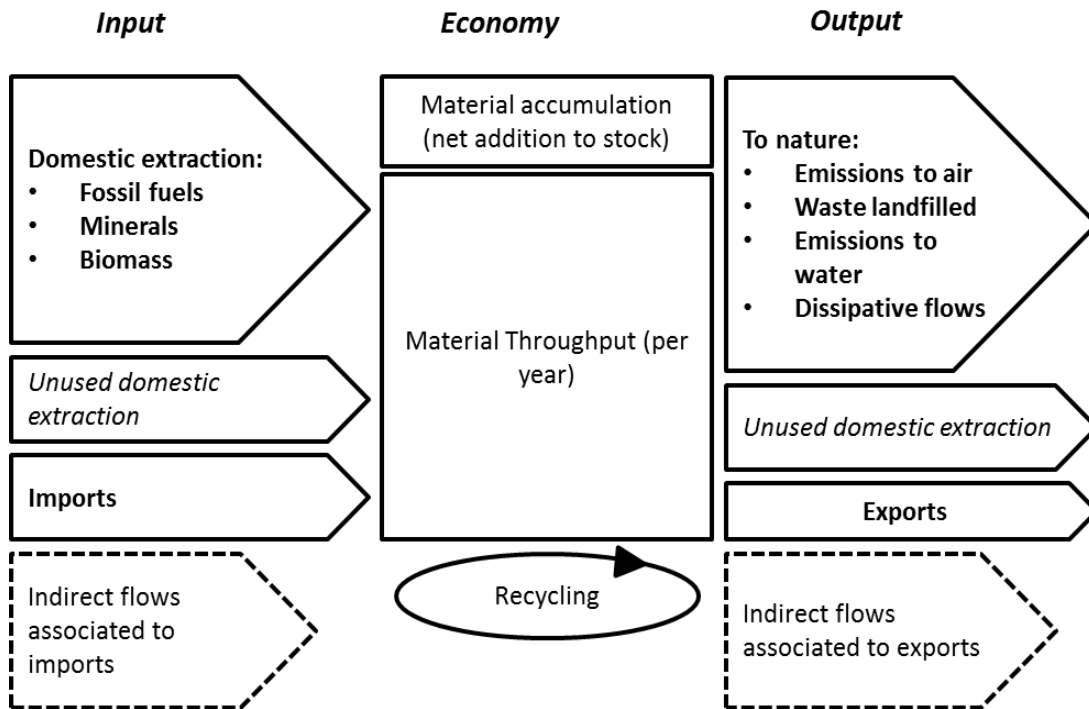 Input
Economy
Output
Domestic extraction:
• Fossil fuels
• Minerals
• Biomass
Unused domestic
extraction
Imports
Indirect flows
associated to
imports
Material accumulation
(net addition to stock)
Material Throughput (per
year)
Recycling
To nature:
• Emissions to air
• Waste landfilled
• Emissions to
water
• Dissipative flows
Unused domestic extraction
Exports
Indirect flows
associated to exports